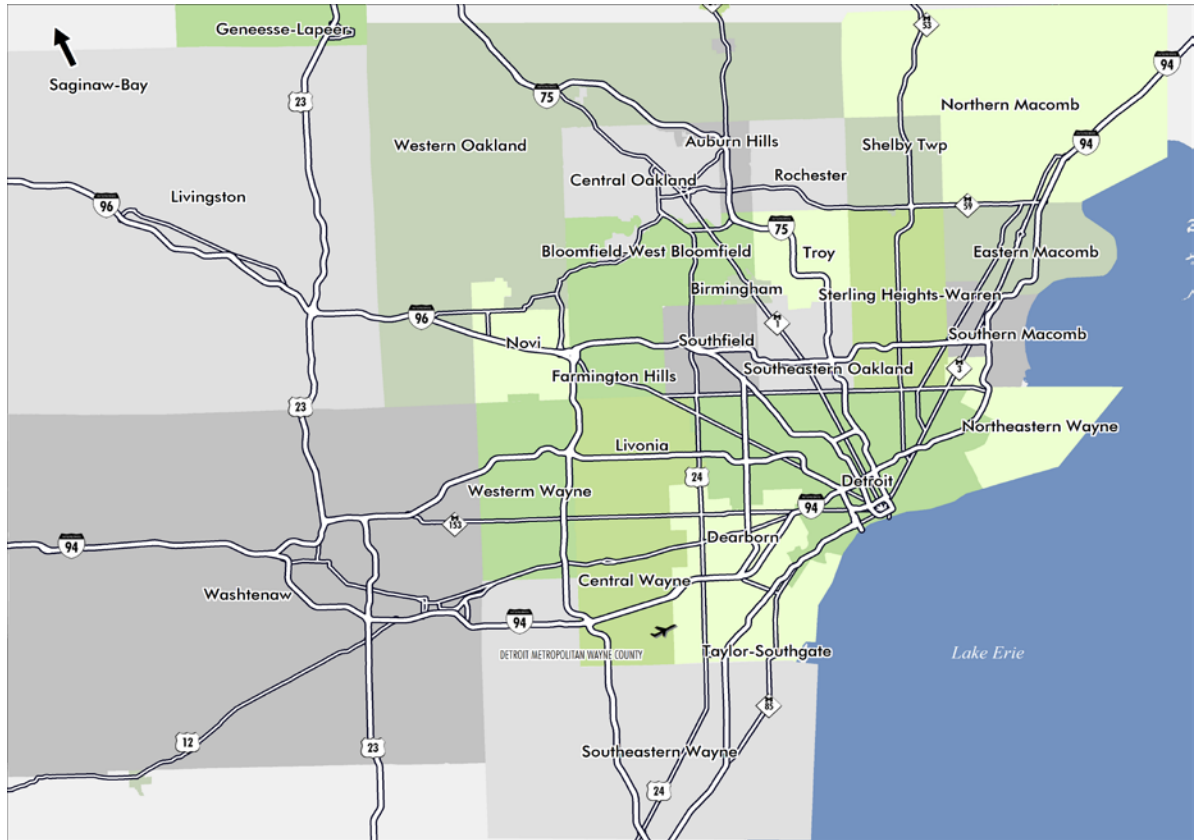 Geneesse-Lapeer
53
94
Saginaw-Bay
75
23
Northern Macomb
94
Auburn Hills
Shelby Twp
Western Oakland
Central Oakland
Rochester
Livingston
96
59
75
Bloomfield-West Bloomfield
Troy
Eastern Macomb
Birmingham
Sterling Heights-Warren
96
1
Novi
Southfield
Southern Macomb
Southeastern Oakland
3
Farmington Hills
23
Northeastern Wayne
Livonia
24
Detroit
Westerm Wayne
94
153
Dearborn
94
Central Wayne
Washtenaw
94
DETROIT METROPOLITAN WAYNE COUNTY
Taylor-Southgate
Lake Erie
85
12
23
Southeastern Wayne
24